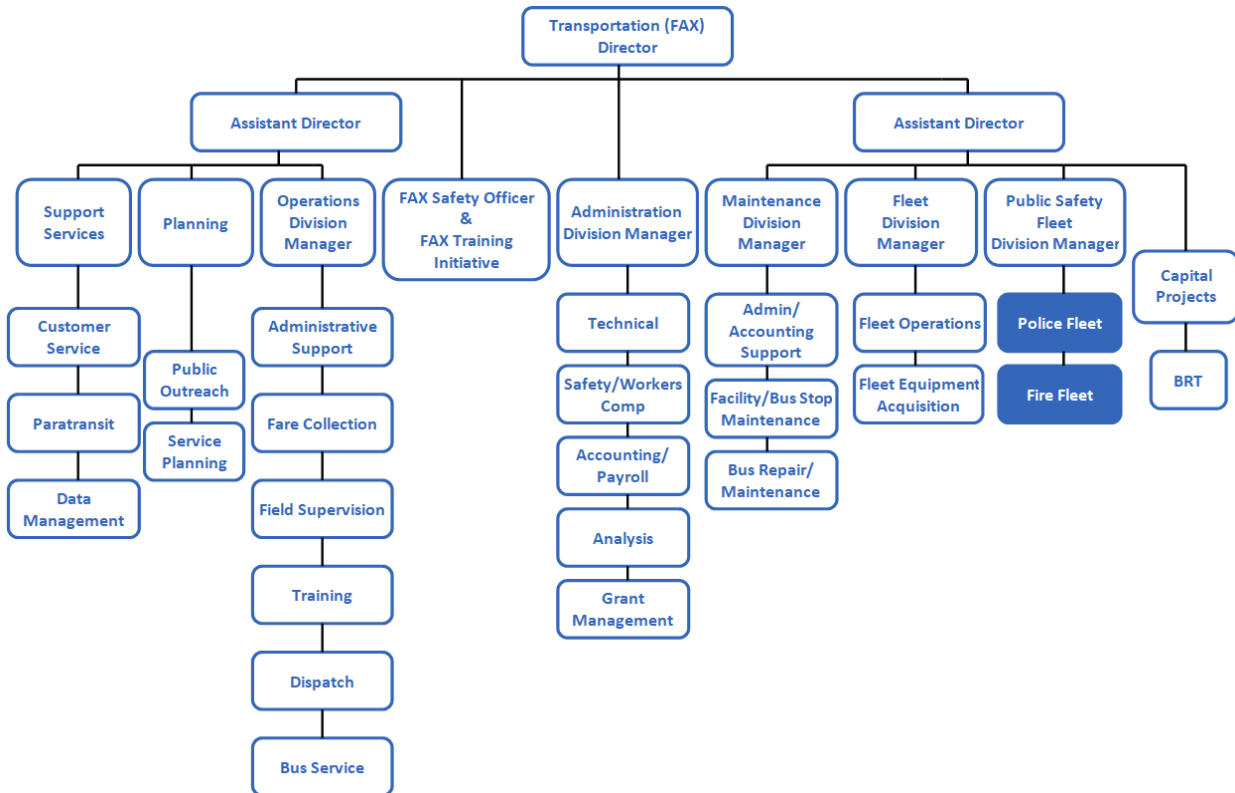 Transportation (FAX)
Director
Assistant Director
Assistant Director
Support
Services
Planning
Operations
Division
Manager
FAX Safety Officer
&
FAX Training
Initiative
Administration
Division Manager
Maintenance
Division
Manager
Fleet
Division
Manager
Public Safety
Fleet
Division Manager
Capital
Projects
Customer
Service
Paratransit
Data
Management
Public
Outreach
Service
Planning
Administrative
Support
Fare Collection
Field Supervision
Training
Dispatch
Bus Service
Technical
Safety/Workers
Comp
Accounting/
Payroll
Analysis
Grant
Management
Admin/
Accounting
Support
Facility/Bus Stop
Maintenance
Bus Repair/
Maintenance
Fleet Operations
Fleet Equipment
Acquisition
Police Fleet
Fire Fleet
BRT